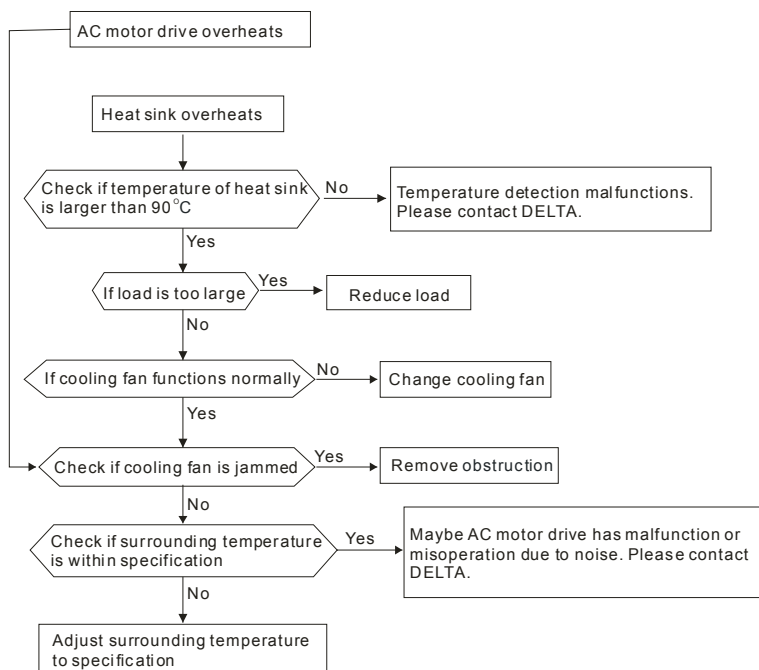 AC motor drive overheats
Heat sink overheats
Check if temperature of heat sink
is larger than 90°C
No
Temperature detection malfunctions.
Please contact DELTA.
Yes
If load is too large
Yes
Reduce load
No
If cooling fan functions normally
No
Change cooling fan
Yes
Check if cooling fan is jammed
Yes
Remove obstruction
No
Check if surrounding temperature
is within specification
Yes
Maybe AC motor drive has malfunction or
misoperation due to noise. Please contact
DELTA.
No
Adjust surrounding temperature
to specification